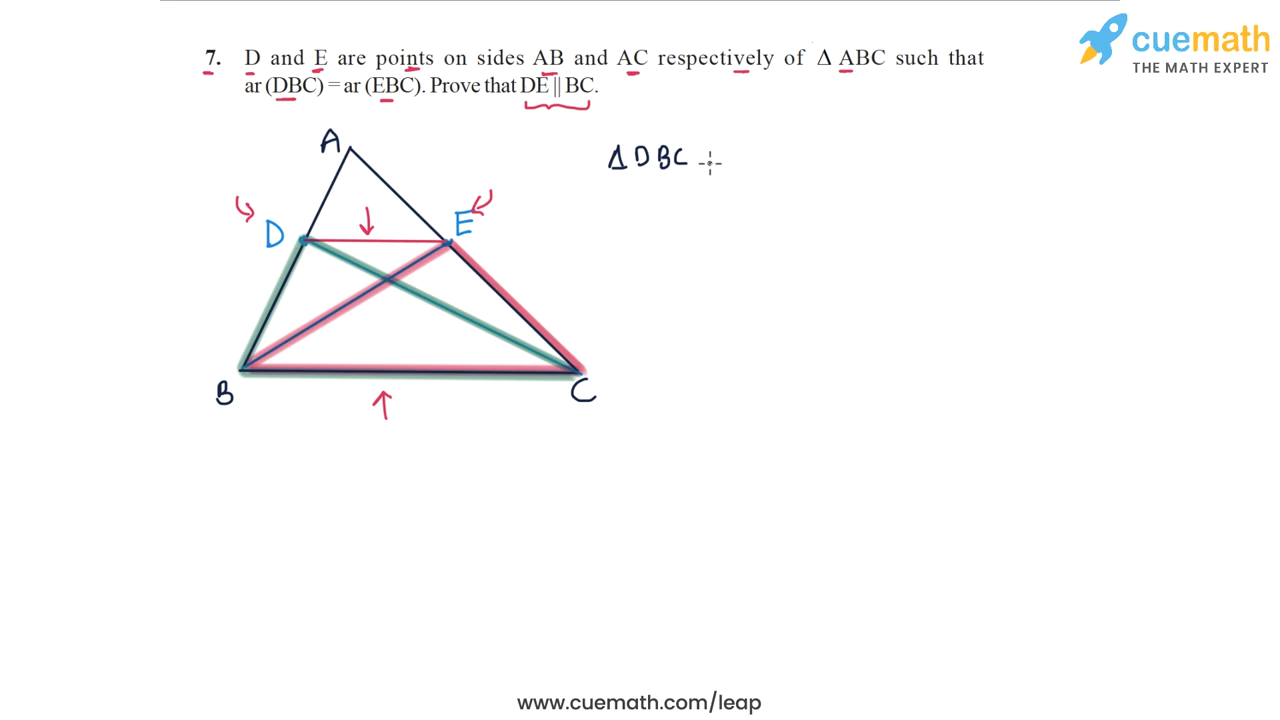 cuemath
THE MATH EXPERT
7. D and E are points on sides AB and AC respectively of Δ ABC such that
ar (DBC) = ar (EBC). Prove that DE || BC.
A
Δ DBC
D
E
B
C
www.cuemath.com/leap